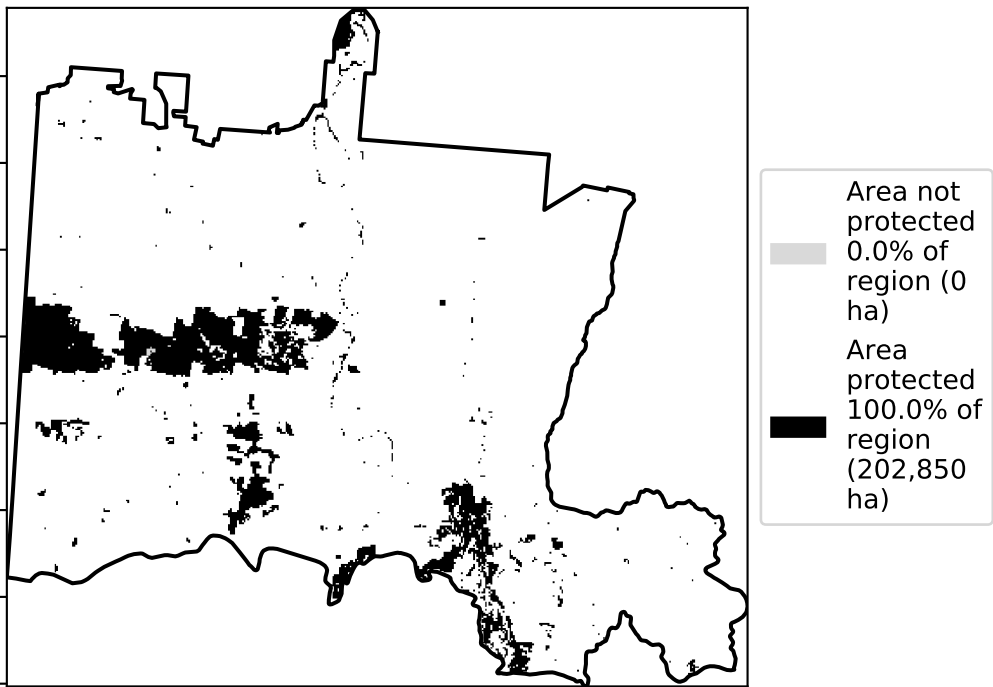 Area not
protected
0.0% of
region (0
ha)
Area
protected
100.0% of
region
(202,850
ha)